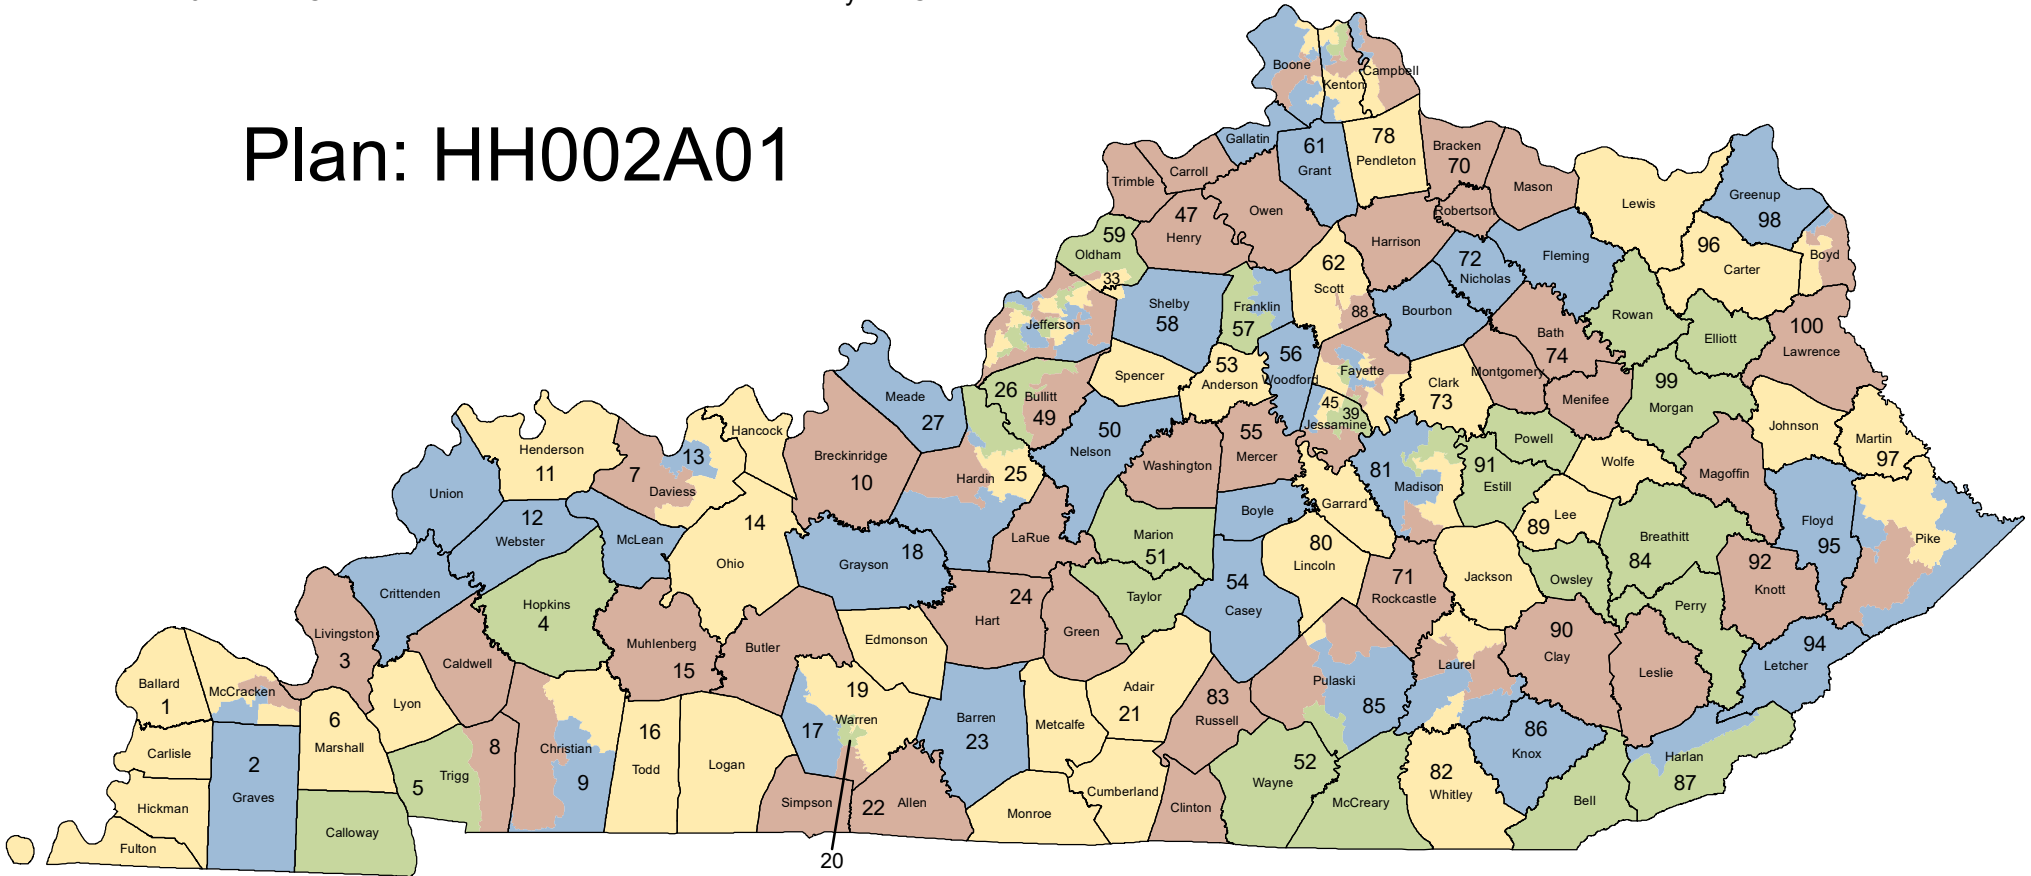 Plan: HH002A01
Boone
Kenton
Campbell
Gallatin
61
Grant
78
Pendleton
Bracken
70
Mason
Robertson
Trimble
Carroll
47
Henry
Owen
Harrison
Lewis
Greenup
98
96
Carter
Boyd
59
Oldham
33
Jefferson
Shelby
58
Franklin
57
62
Scott
88
72
Nicholas
Fleming
Bourbon
Rowan
Elliott
100
Lawrence
Bath
74
Montgomery
Menifee
99
Morgan
Spencer
53
Anderson
56
Woodford
Fayette
Clark
73
45
39
Jessamine
26
Bullitt
49
Meade
27
50
Nelson
Washington
55
Mercer
Hancock
Henderson
11
7
13
Daviess
Breckinridge
10
Hardin
25
81
Madison
91
Estill
Powell
Wolfe
Magoffin
Johnson
Martin
97
Union
12
Webster
McLean
14
Ohio
Grayson
18
LaRue
Marion
51
Boyle
Garrard
80
Lincoln
89
Lee
Breathitt
84
Floyd
95
Pike
Crittenden
Hopkins
4
Muhlenberg
15
Butler
Edmonson
24
Hart
Green
Taylor
54
Casey
71
Rockcastle
Jackson
Owsley
Perry
92
Knott
94
Letcher
Livingston
3
Caldwell
Lyon
Ballard
1
McCracken
6
Marshall
Carlisle
2
Graves
Hickman
Fulton
Calloway
5
Trigg
8
Christian
9
16
Todd
Logan
17
19
Warren
20
Simpson
22
Allen
Barren
23
Metcalfe
Monroe
Adair
21
Cumberland
Clinton
83
Russell
Pulaski
85
Laurel
90
Clay
Leslie
86
Knox
Harlan
87
Bell
82
Whitley
52
Wayne
McCreary